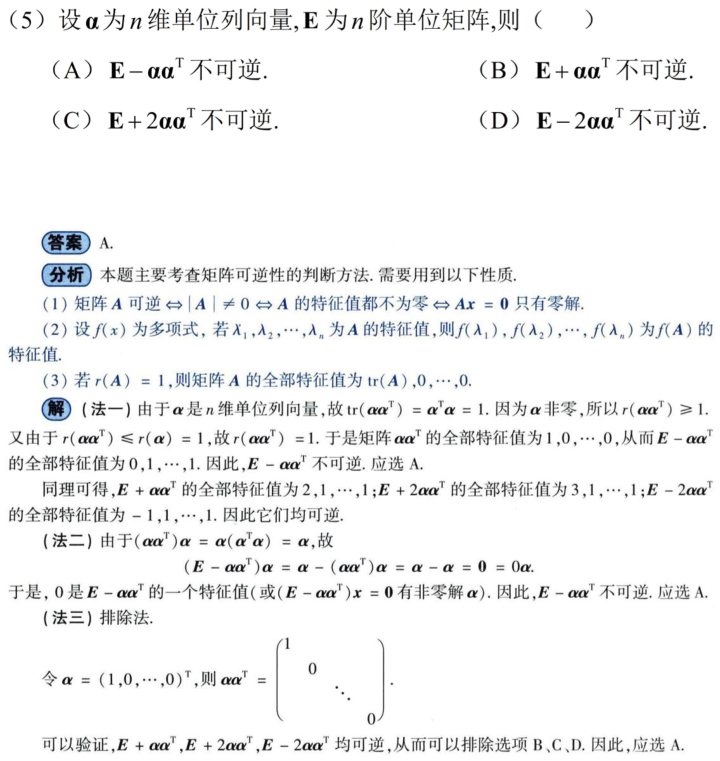 (5) 设α为n维单位列向量,E为n阶单位矩阵,则( )
(A) E-ααᵀ不可逆. (B) E+ααᵀ不可逆.
(C) E+2ααᵀ不可逆. (D) E-2ααᵀ不可逆.
答案 A.
分析 本题主要考查矩阵可逆性的判断方法.需要用到以下性质.
(1) 矩阵A可逆⇔|A|≠0⇔A的特征值都不为零⇔Ax = 0只有零解.
(2) 设f(x)为多项式, 若λ₁,λ₂,⋯,λₙ为A的特征值,则f(λ₁),f(λ₂),⋯,f(λₙ)为f(A)的
特征值.
(3) 若r(A) = 1,则矩阵A的全部特征值为tr(A),0,⋯,0.
解 (法一) 由于α是n维单位列向量,故tr(ααᵀ) = αᵀα = 1. 因为α非零,所以r(ααᵀ) ≥ 1.
又由于r(ααᵀ) ≤ r(α) = 1,故r(ααᵀ) = 1. 于是矩阵ααᵀ的全部特征值为1,0,⋯,0,从而E - ααᵀ
的全部特征值为0,1,⋯,1. 因此,E - ααᵀ不可逆. 应选A.
同理可得,E + ααᵀ的全部特征值为2,1,⋯,1;E + 2ααᵀ的全部特征值为3,1,⋯,1;E - 2ααᵀ
的全部特征值为 - 1,1,⋯,1. 因此它们均可逆.
(法二) 由于(ααᵀ)α = α(αᵀα) = α,故
(E - ααᵀ)α = α - (ααᵀ)α = α - α = 0 = 0α.
于是, 0是E - ααᵀ的一个特征值(或(E - ααᵀ)x = 0有非零解α). 因此,E - ααᵀ不可逆. 应选A.
(法三) 排除法.
令α = (1,0,⋯,0)ᵀ,则ααᵀ = (1 0 ⋱ 0).
可以验证,E + ααᵀ,E + 2ααᵀ,E - 2ααᵀ均可逆,从而可以排除选项B、C、D. 因此,应选A.